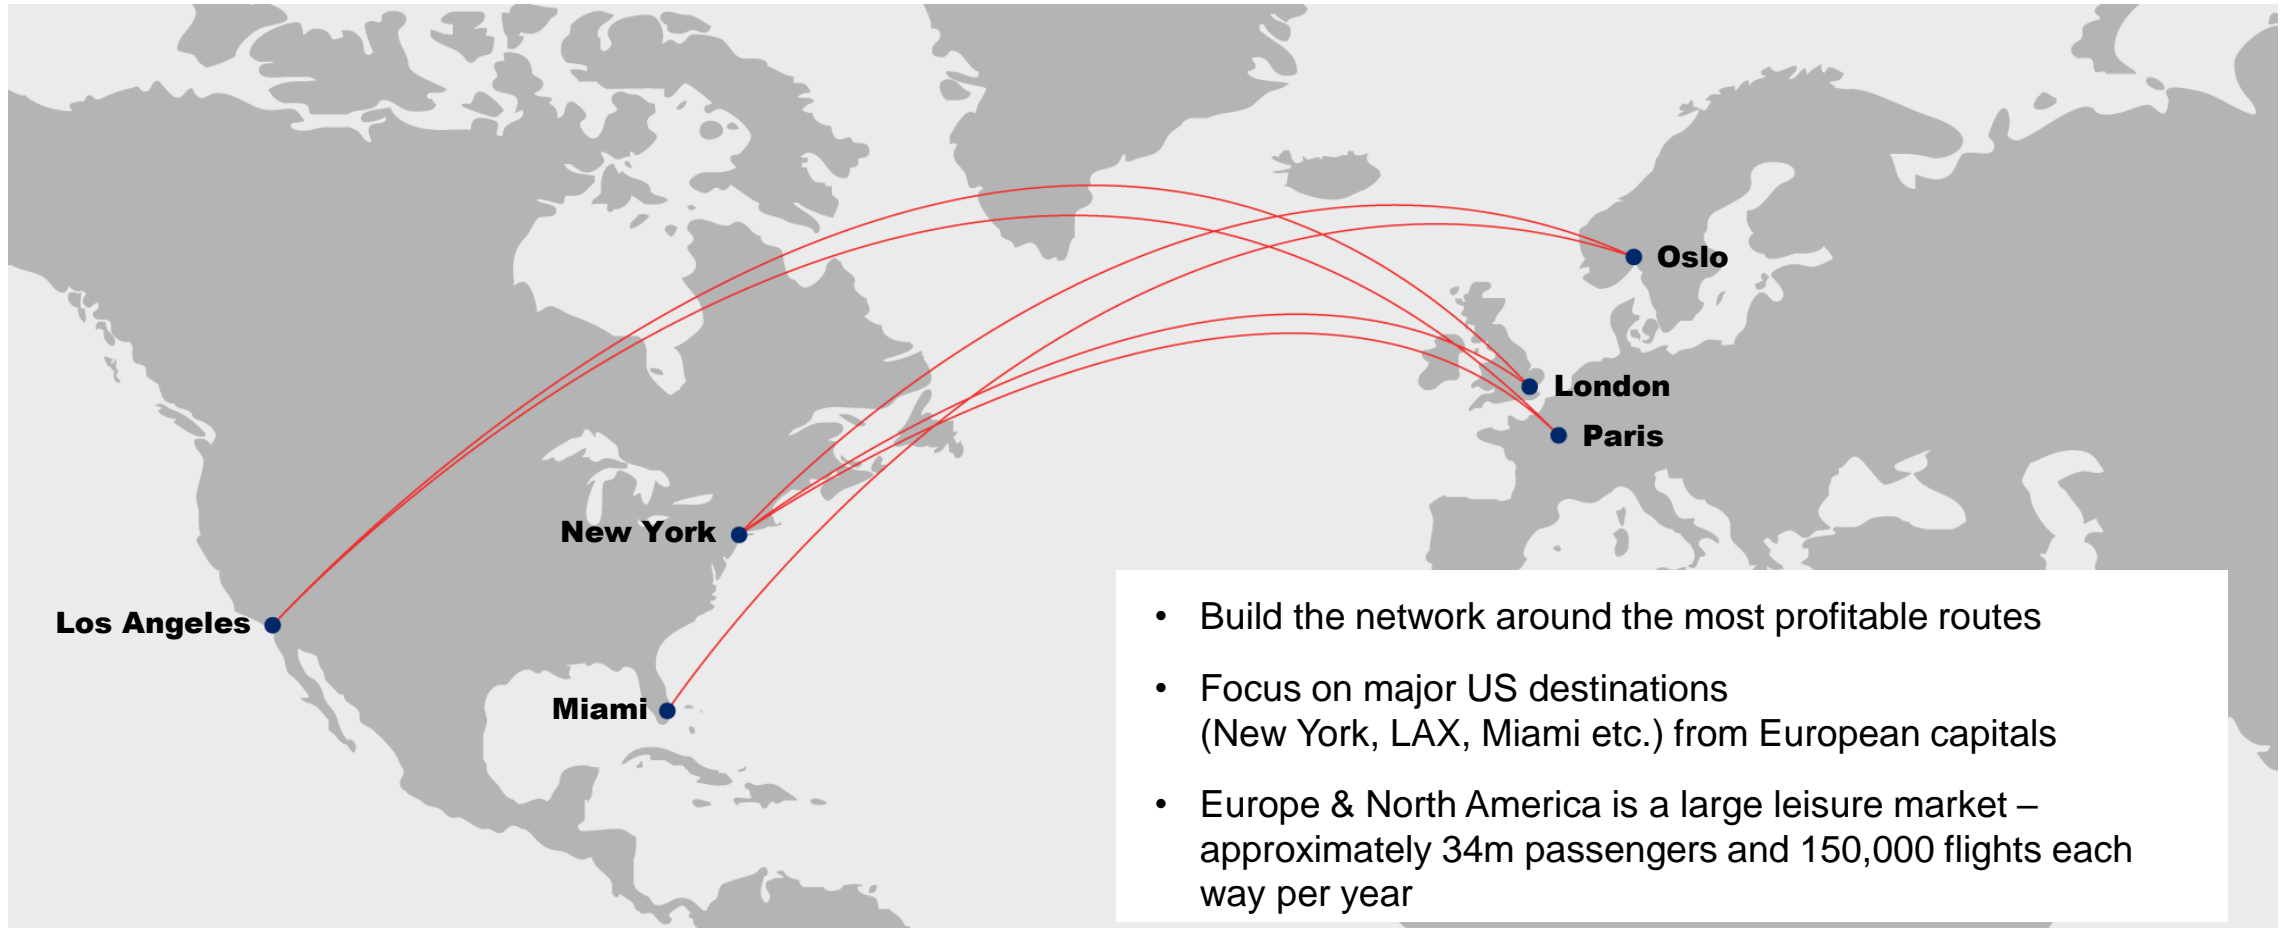 Oslo
London
Paris
New York
Los Angeles
Miami
• Build the network around the most profitable routes
• Focus on major US destinations
(New York, LAX, Miami etc.) from European capitals
• Europe & North America is a large leisure market –
approximately 34m passengers and 150,000 flights each
way per year